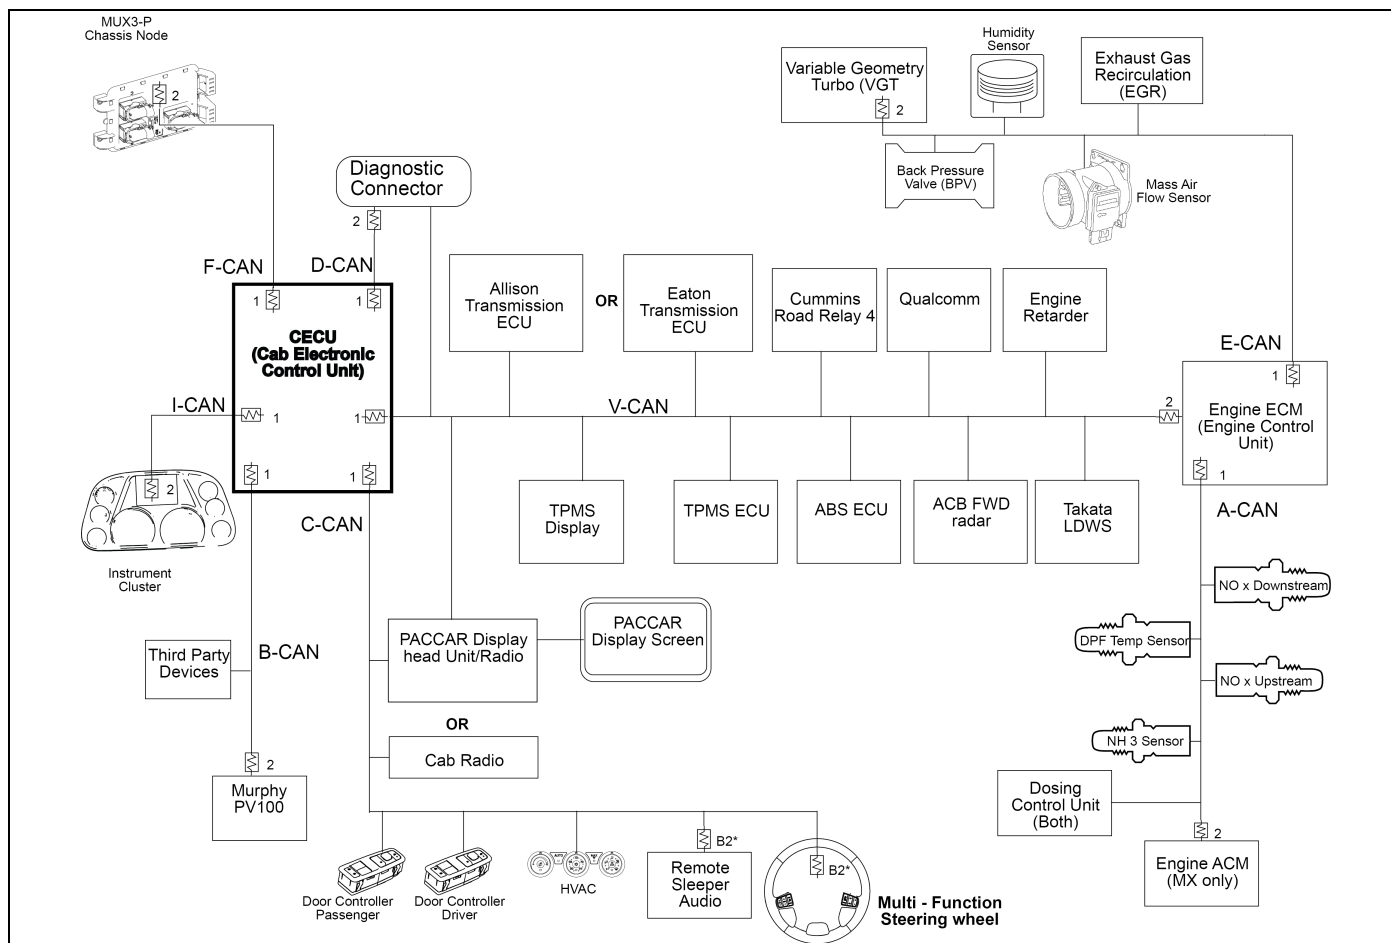 MUX3-P
Chassis Node
2
Variable Geometry
Turbo (VGT
2
Humidity
Sensor
Exhaust Gas
Recirculation
(EGR)
Back Pressure
Valve (BPV)
Mass Air
Flow Sensor
Diagnostic
Connector
2
F-CAN
D-CAN
1
1
CECU
(Cab Electronic
Control Unit)
I-CAN
1
1
1
1
2
Instrument
Cluster
Allison
Transmission
ECU
OR
Eaton
Transmission
ECU
Cummins
Road Relay 4
Qualcomm
Engine
Retarder
V-CAN
2
E-CAN
1
Engine ECM
(Engine Control
Unit)
1
A-CAN
C-CAN
TPMS
Display
TPMS ECU
ABS ECU
ACB FWD
radar
Takata
LDWS
NO x Downstream
DPF Temp Sensor
NO x Upstream
NH 3 Sensor
Dosing
Control Unit
(Both)
2
Engine ACM
(MX only)
Third Party
Devices
B-CAN
2
Murphy
PV100
PACCAR Display
head Unit/Radio
PACCAR
Display Screen
OR
Cab Radio
Door Controller
Passenger
Door Controller
Driver
AUTO
HVAC
B2*
Remote
Sleeper
Audio
B2*
Multi - Function
Steering wheel